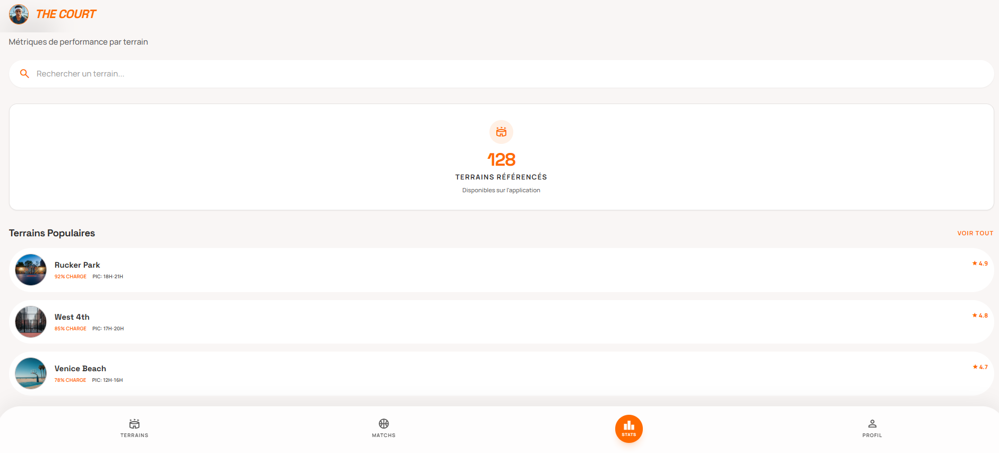 THE COURT
Métriques de performance par terrain
Rechercher un terrain...
128
TERRAINS RÉFÉRENCÉS
Disponibles sur l'application
Terrains Populaires
VOIR TOUT
Rucker Park
★ 4.9
92% CHARGE PIC: 18H-21H
West 4th
★ 4.8
85% CHARGE PIC: 17H-20H
Venice Beach
★ 4.7
78% CHARGE PIC: 12H-16H
TERRAINS
MATCHS
STATS
PROFIL